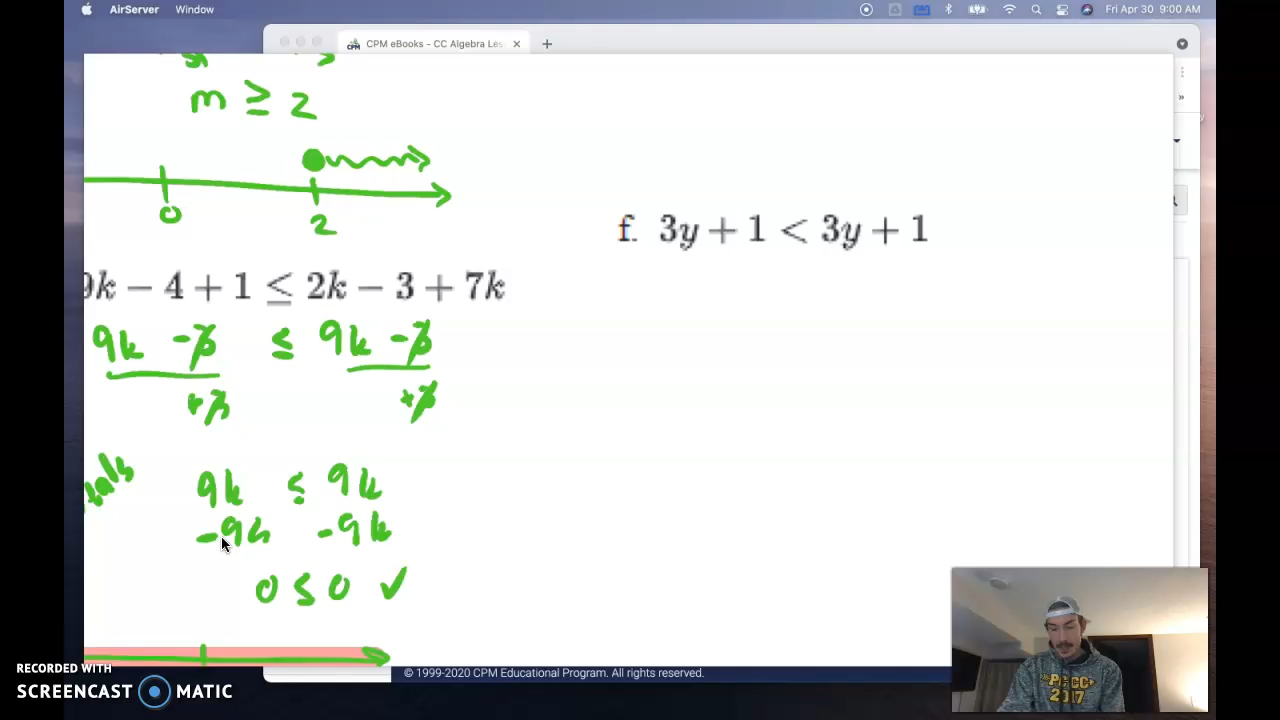 AirServer Window Fri Apr 30 9:00 AM
CPM eBooks - CC Algebra Les
m ≥ 2
0 2
f. 3y + 1 < 3y + 1
9k − 4 + 1 ≤ 2k − 3 + 7k
9k -3 ≤ 9k -3
+3 +3
9k ≤ 9k
-9k -9k
0 ≤ 0 ✓
© 1999-2020 CPM Educational Program. All rights reserved.
RECORDED WITH
SCREENCAST MATIC
2017